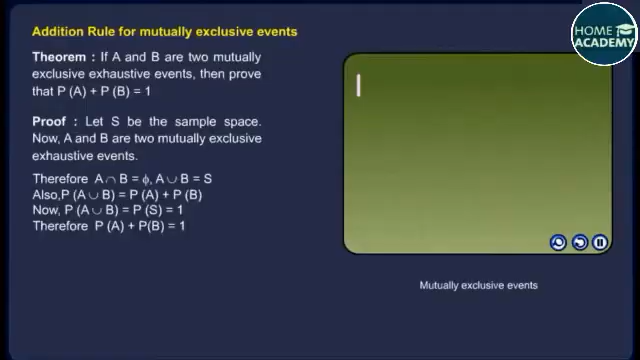 HOME
ACADEMY
Addition Rule for mutually exclusive events
Theorem : If A and B are two mutually
exclusive exhaustive events, then prove
that P (A) + P (B) = 1
Proof : Let S be the sample space.
Now, A and B are two mutually exclusive
exhaustive events.
Therefore A ∩ B = ϕ, A ∪ B = S
Also,P (A ∪ B) = P (A) + P (B)
Now, P (A ∪ B) = P (S) = 1
Therefore P (A) + P(B) = 1
Mutually exclusive events